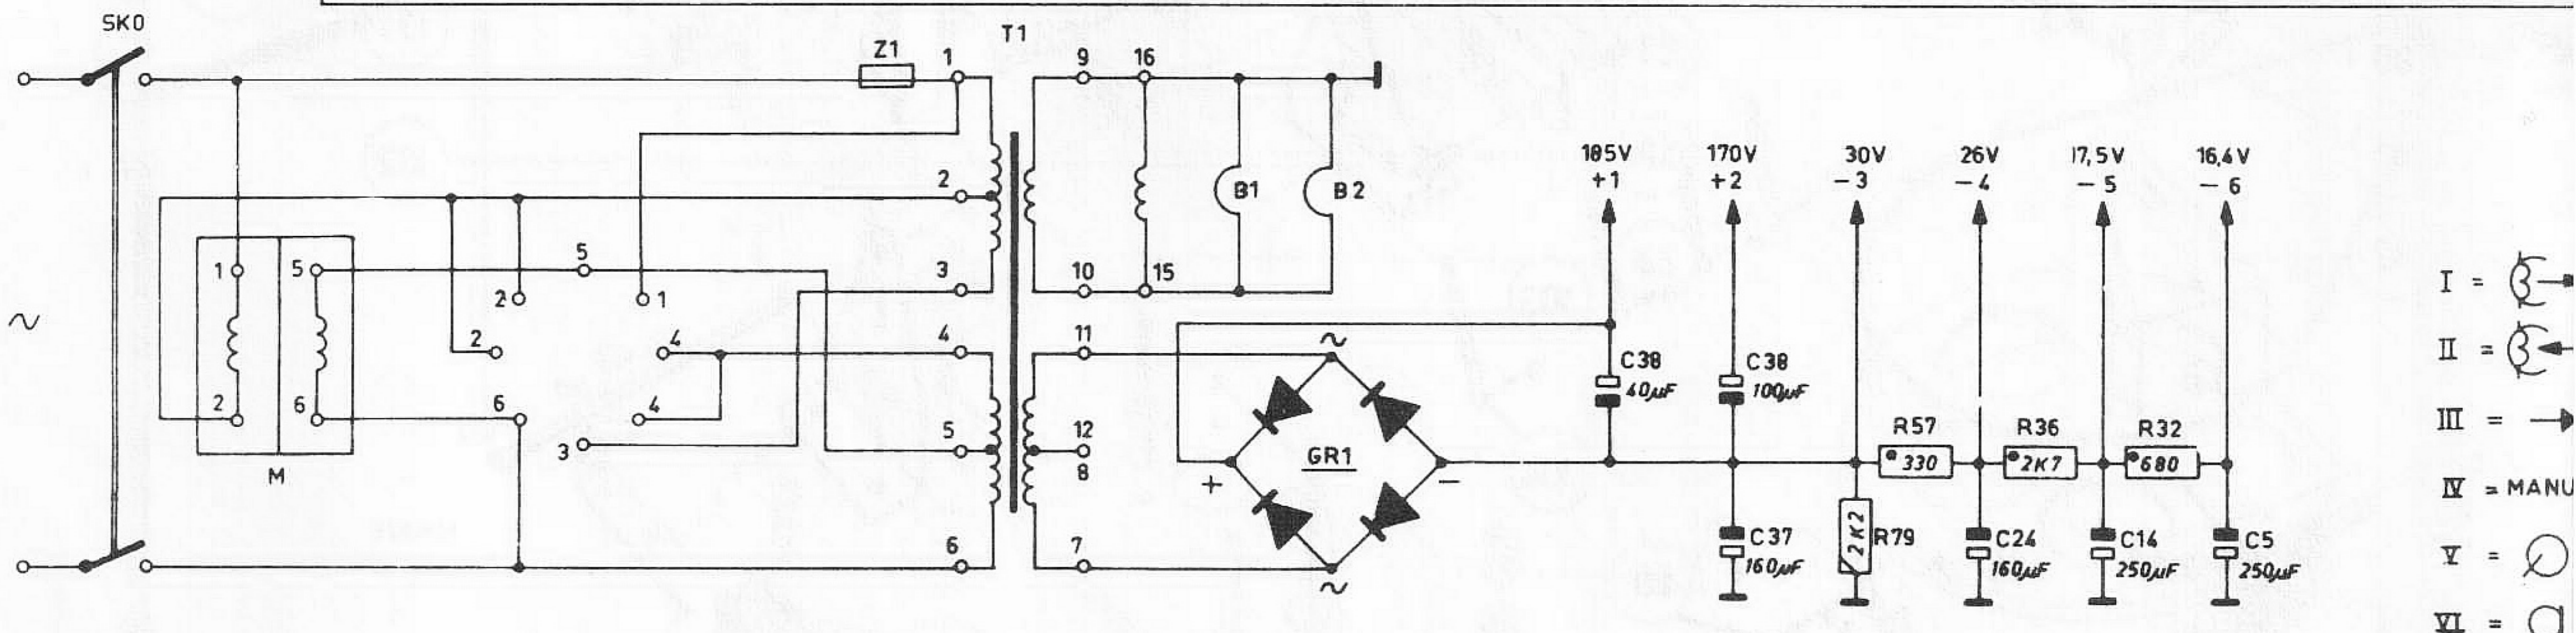 SKO
Z1
T1
1
9
16
2
B1
B2
185V
+1
170V
+2
30V
-3
26V
-4
17,5V
-5
16,4V
-6
1
5
5
2
1
3
10
15
I =
~
2
4
4
11
~
C38
40µF
C38
100µF
II =
2
6
6
4
3
5
12
8
GR1
+
-
R57
330
R36
2K7
R32
680
III =
M
IV = MANU
6
7
~
C37
160µF
2K2
R79
C24
160µF
C14
250µF
C5
250µF
V =
VI =